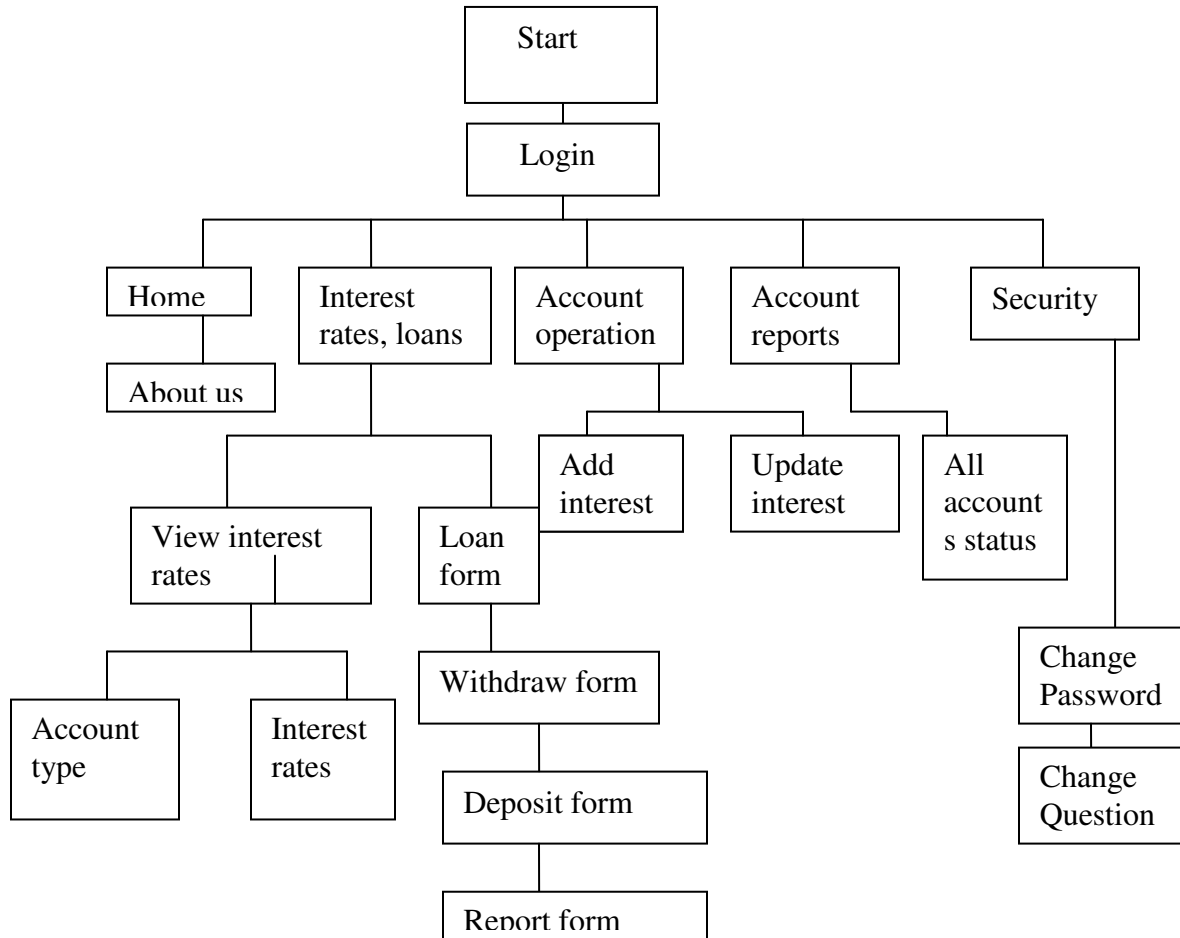 Start
Login
Home
Interest
rates, loans
Account
operation
Account
reports
Security
About us
Add
interest
Update
interest
All
account
s status
View interest
rates
Loan
form
Change
Password
Withdraw form
Account
type
Interest
rates
Change
Question
Deposit form
Report form